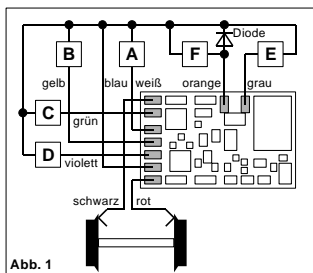 Diode
B A F E
gelb blau weiß orange grau
C grün
D violett
schwarz rot
Abb. 1